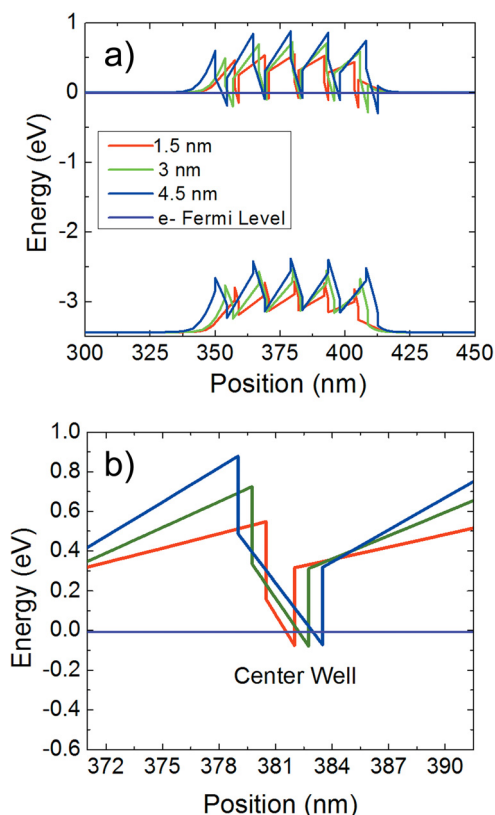 a)
1
0
-1
-2
-3
Energy (eV)
1.5 nm
3 nm
4.5 nm
e- Fermi Level
300 325 350 375 400 425 450
Position (nm)
b)
1.0
0.8
0.6
0.4
0.2
0.0
-0.2
-0.4
-0.6
Energy (eV)
Center Well
372 375 378 381 384 387 390
Position (nm)